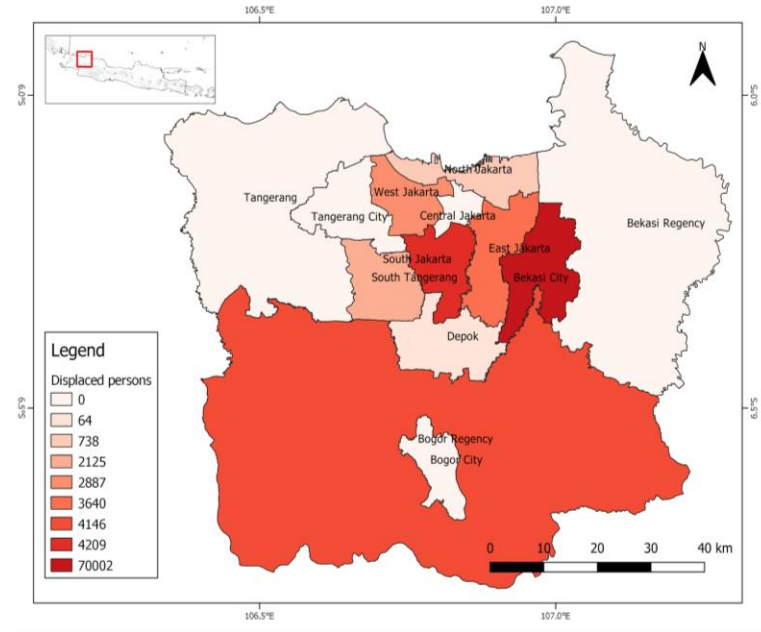 106.5°E 107.0°E
N
6.0°S 6.0°S
North Jakarta
West Jakarta
Tangerang
Tangerang City
Central Jakarta
Bekasi Regency
East Jakarta
South Jakarta
South Tangerang
Bekasi City
Depok
Legend
Displaced persons
0
64
738
2125
2887
3640
4146
4209
70002
6.5°S 6.5°S
Bogor Regency
Bogor City
0 10 20 30 40 km
106.5°E 107.0°E